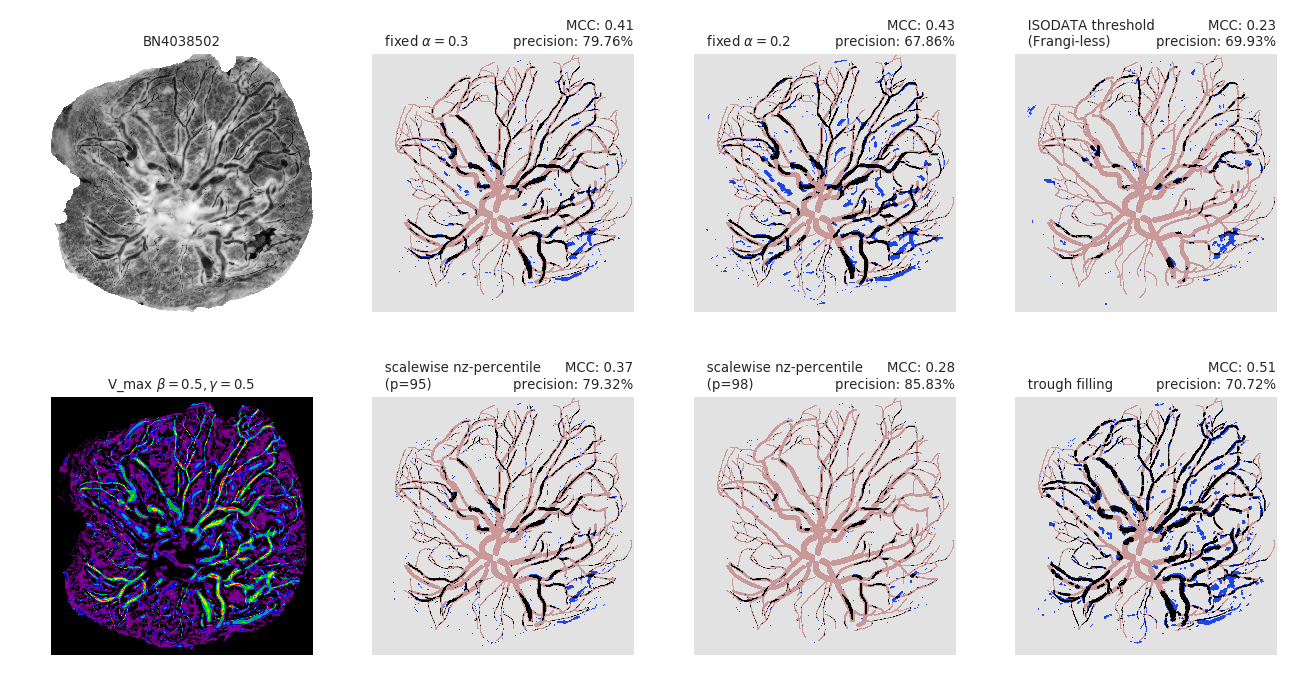 BN4038502
MCC: 0.41
fixed α = 0.3 precision: 79.76%
MCC: 0.43
fixed α = 0.2 precision: 67.86%
ISODATA threshold MCC: 0.23
(Frangi-less) precision: 69.93%
V_max β = 0.5, γ = 0.5
scalewise nz-percentile MCC: 0.37
(p=95) precision: 79.32%
scalewise nz-percentile MCC: 0.28
(p=98) precision: 85.83%
MCC: 0.51
trough filling precision: 70.72%